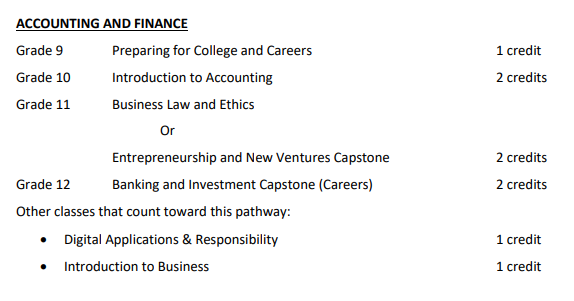 ACCOUNTING AND FINANCE
Grade 9 Preparing for College and Careers 1 credit
Grade 10 Introduction to Accounting 2 credits
Grade 11 Business Law and Ethics
Or
Entrepreneurship and New Ventures Capstone 2 credits
Grade 12 Banking and Investment Capstone (Careers) 2 credits
Other classes that count toward this pathway:
• Digital Applications & Responsibility 1 credit
• Introduction to Business 1 credit